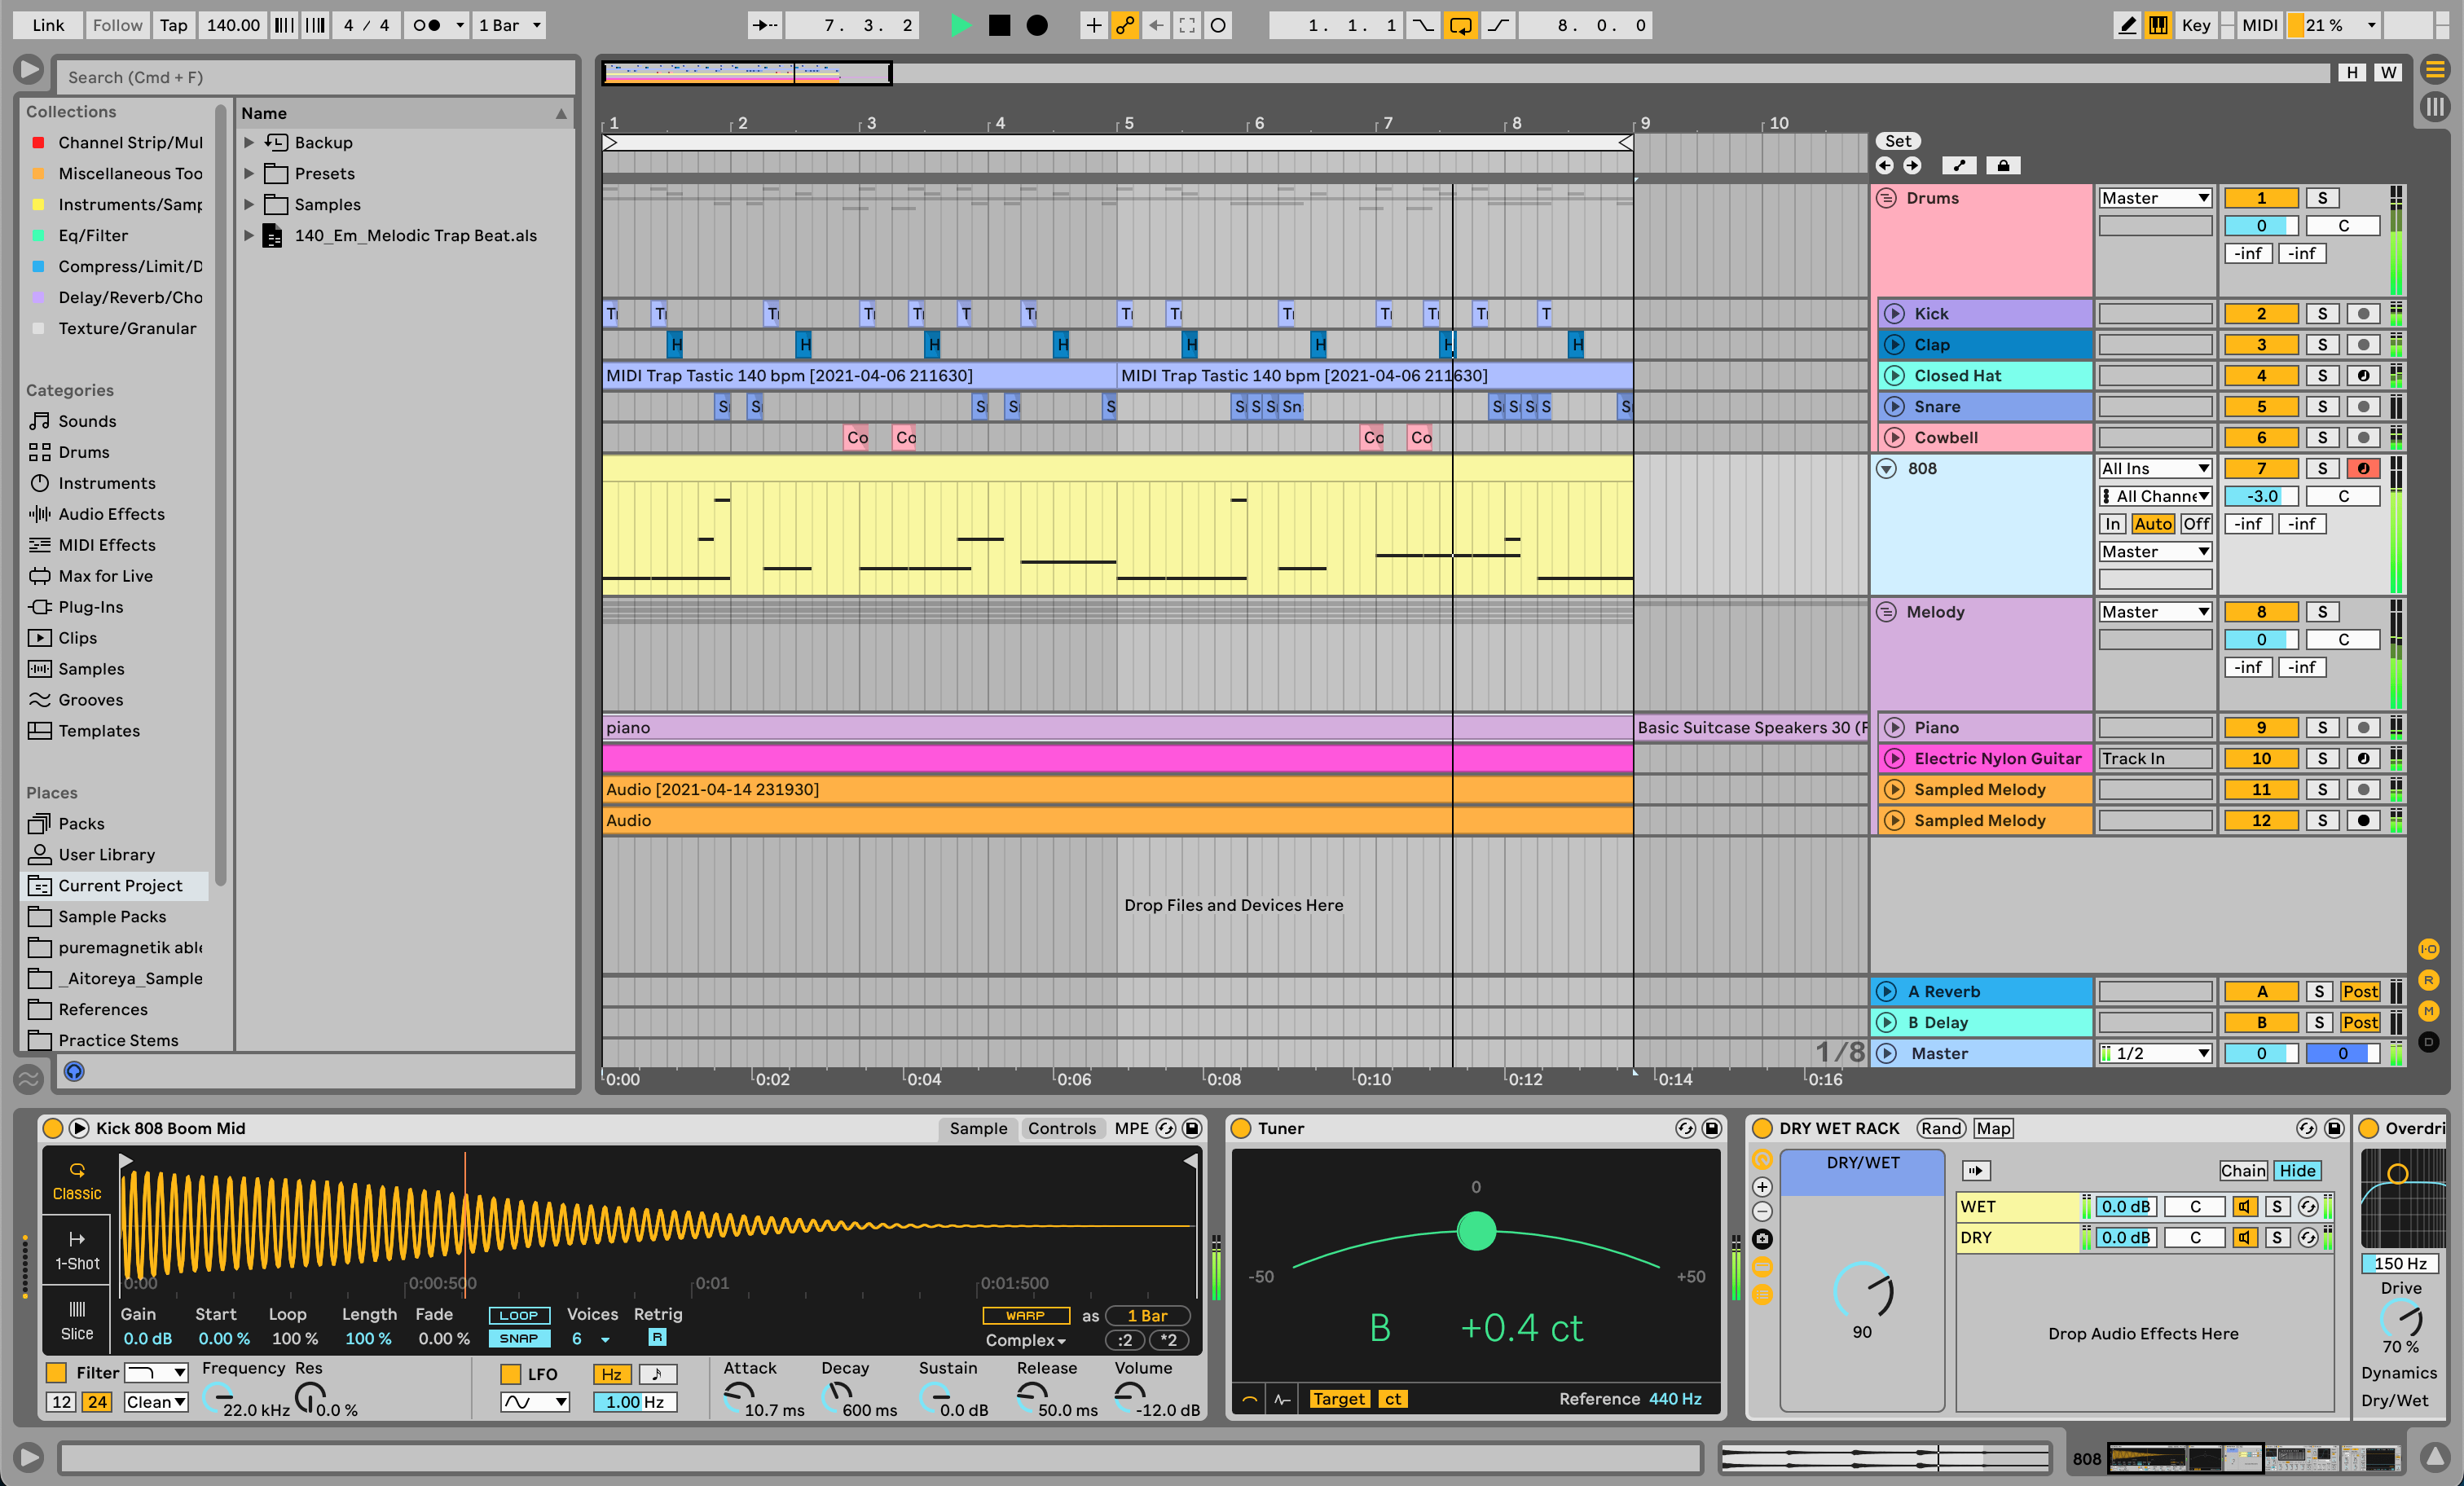 Link Follow Tap 140.00 4 / 4 1 Bar 7. 3. 2 1. 1. 1 8. 0. 0 Key MIDI 21 %
Search (Cmd + F)
H W
Collections
Channel Strip/Mul
Miscellaneous Too
Instruments/Samp
Eq/Filter
Compress/Limit/D
Delay/Reverb/Cho
Texture/Granular
Categories
Sounds
Drums
Instruments
Audio Effects
MIDI Effects
Max for Live
Plug-Ins
Clips
Samples
Grooves
Templates
Places
Packs
User Library
Current Project
Sample Packs
puremagnetik able
_Aitoreya_Sample
References
Practice Stems
Name
Backup
Presets
Samples
140_Em_Melodic Trap Beat.als
1 2 3 4 5 6 7 8 9 10
Set
Drums Master 1 S
0 C
-inf -inf
Kick 2 S
H H H H H H H H
Clap 3 S
MIDI Trap Tastic 140 bpm [2021-04-06 211630] MIDI Trap Tastic 140 bpm [2021-04-06 211630]
Closed Hat 4 S
S S S S S S S S Sn S S S S S
Snare 5 S
Co Co Co Co
Cowbell 6 S
808 All Ins 7 S
All Channe -3.0 C
In Auto Off -inf -inf
Master
Melody Master 8 S
0 C
-inf -inf
piano Basic Suitcase Speakers 30 (F
Piano 9 S
Electric Nylon Guitar Track In 10 S
Audio [2021-04-14 231930]
Sampled Melody 11 S
Audio
Sampled Melody 12 S
Drop Files and Devices Here
A Reverb A S Post
B Delay B S Post
1/8 Master 1/2 0 0
0:00 0:02 0:04 0:06 0:08 0:10 0:12 0:14 0:16
I·O
R
M
D
Kick 808 Boom Mid Sample Controls MPE
Classic
1-Shot
Slice
0:00 0:00:500 0:01 0:01:500
Gain Start Loop Length Fade LOOP Voices Retrig WARP as 1 Bar
0.0 dB 0.00 % 100 % 100 % 0.00 % SNAP 6 R Complex :2 *2
Filter Frequency Res LFO Hz Attack Decay Sustain Release Volume
12 24 Clean 22.0 kHz 0.0 % 1.00 Hz 10.7 ms 600 ms 0.0 dB 50.0 ms -12.0 dB
Tuner
0
-50 +50
B +0.4 ct
Target ct Reference 440 Hz
DRY WET RACK Rand Map
DRY/WET
90
Chain Hide
WET 0.0 dB C S
DRY 0.0 dB C S
Drop Audio Effects Here
Overdri
150 Hz
Drive
70 %
Dynamics
Dry/Wet
808